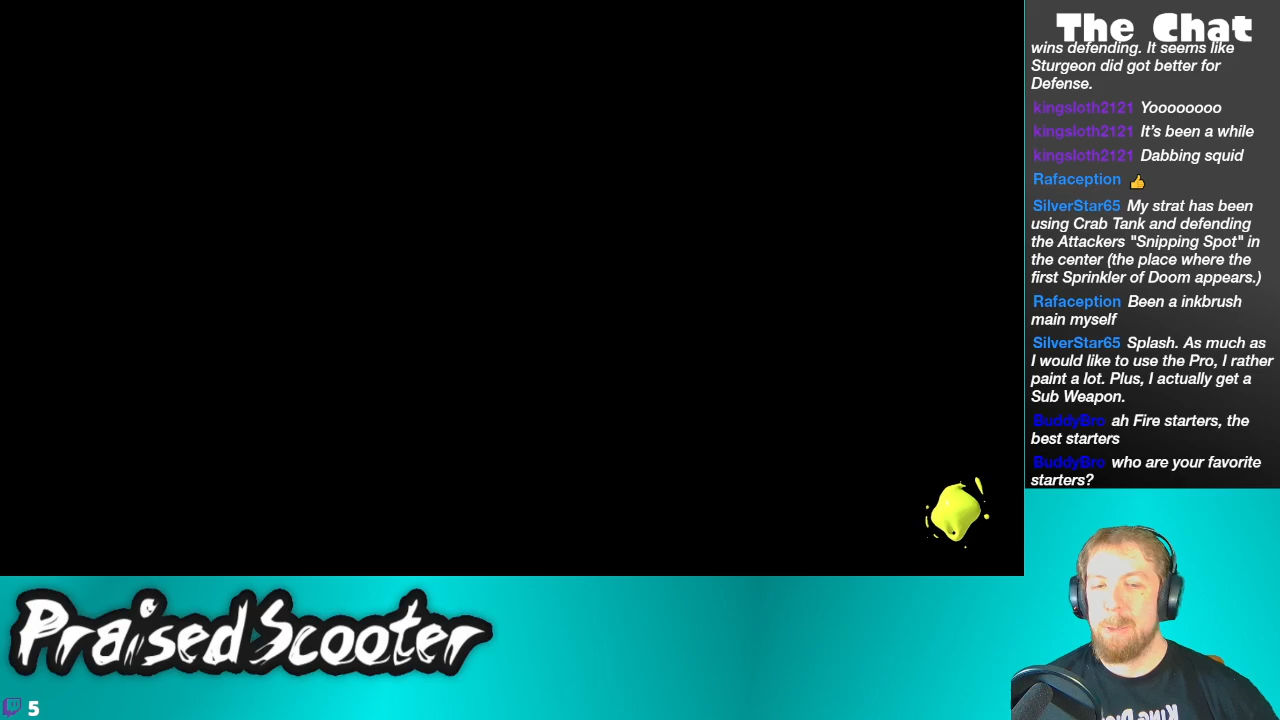 The Chat
wins defending. It seems like
Sturgeon did got better for
Defense.
kingsloth2121 Yoooooooo
kingsloth2121 It's been a while
kingsloth2121 Dabbing squid
Rafaception 👍
SilverStar65 My strat has been
using Crab Tank and defending
the Attackers "Snipping Spot" in
the center (the place where the
first Sprinkler of Doom appears.)
Rafaception Been a inkbrush
main myself
SilverStar65 Splash. As much as
I would like to use the Pro, I rather
paint a lot. Plus, I actually get a
Sub Weapon.
BuddyBro ah Fire starters, the
best starters
BuddyBro who are your favorite
starters?
PraisedScooter
5